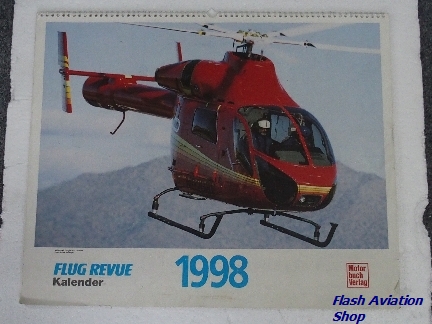 FLUG REVUE
Kalender
1998
Motor
buch
Verlag
Flash Aviation
Shop